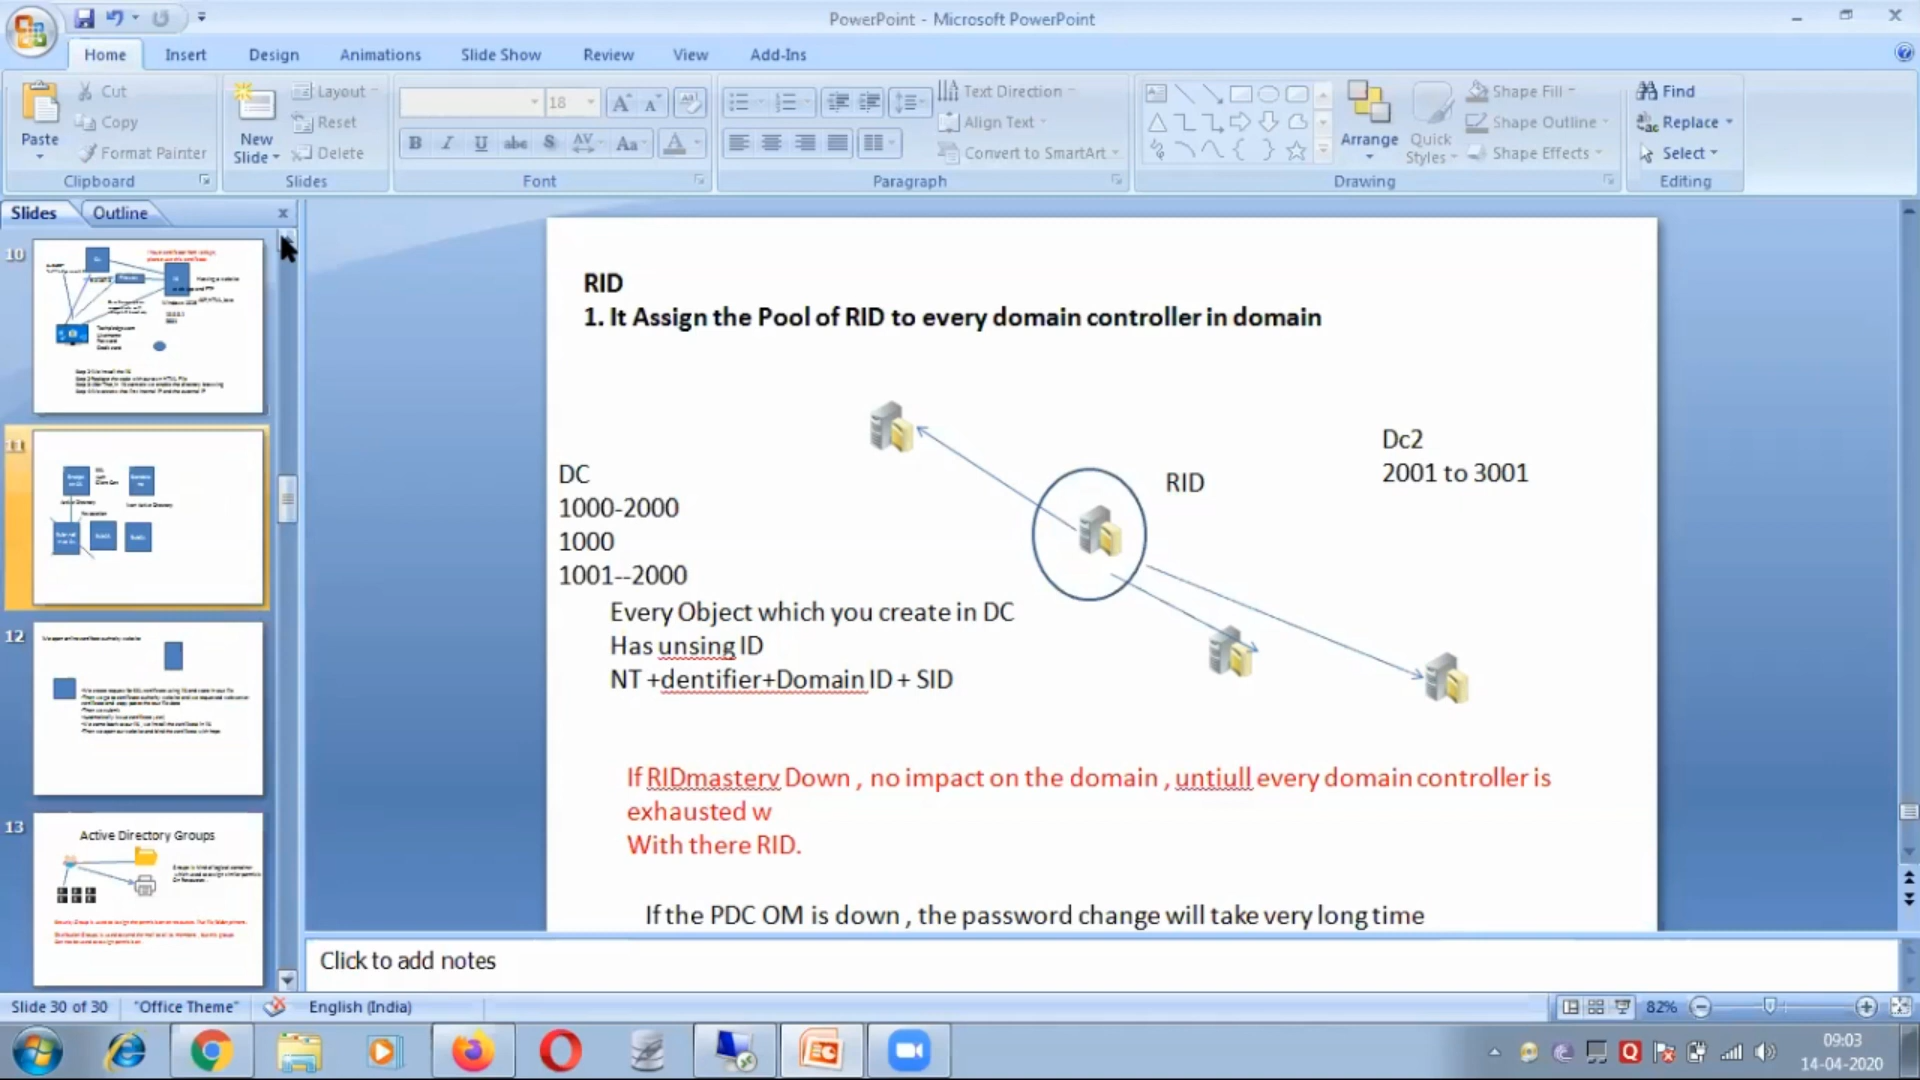 PowerPoint - Microsoft PowerPoint
Home Insert Design Animations Slide Show Review View Add-Ins
Paste
Cut
Copy
Format Painter
Clipboard
New Slide
Layout
Reset
Delete
Slides
18
Font
Text Direction
Align Text
Convert to SmartArt
Paragraph
Arrange
Quick Styles
Shape Fill
Shape Outline
Shape Effects
Drawing
Find
Replace
Select
Editing
Slides Outline
10
11
12
13
Active Directory Groups
RID
1. It Assign the Pool of RID to every domain controller in domain
Dc2
2001 to 3001
RID
DC
1000-2000
1000
1001--2000
Every Object which you create in DC
Has unsing ID
NT +dentifier+Domain ID + SID
If RIDmasterv Down , no impact on the domain , untiull every domain controller is
exhausted w
With there RID.
If the PDC OM is down , the password change will take very long time
Click to add notes
Slide 30 of 30 "Office Theme" English (India) 82%
09:03
14-04-2020